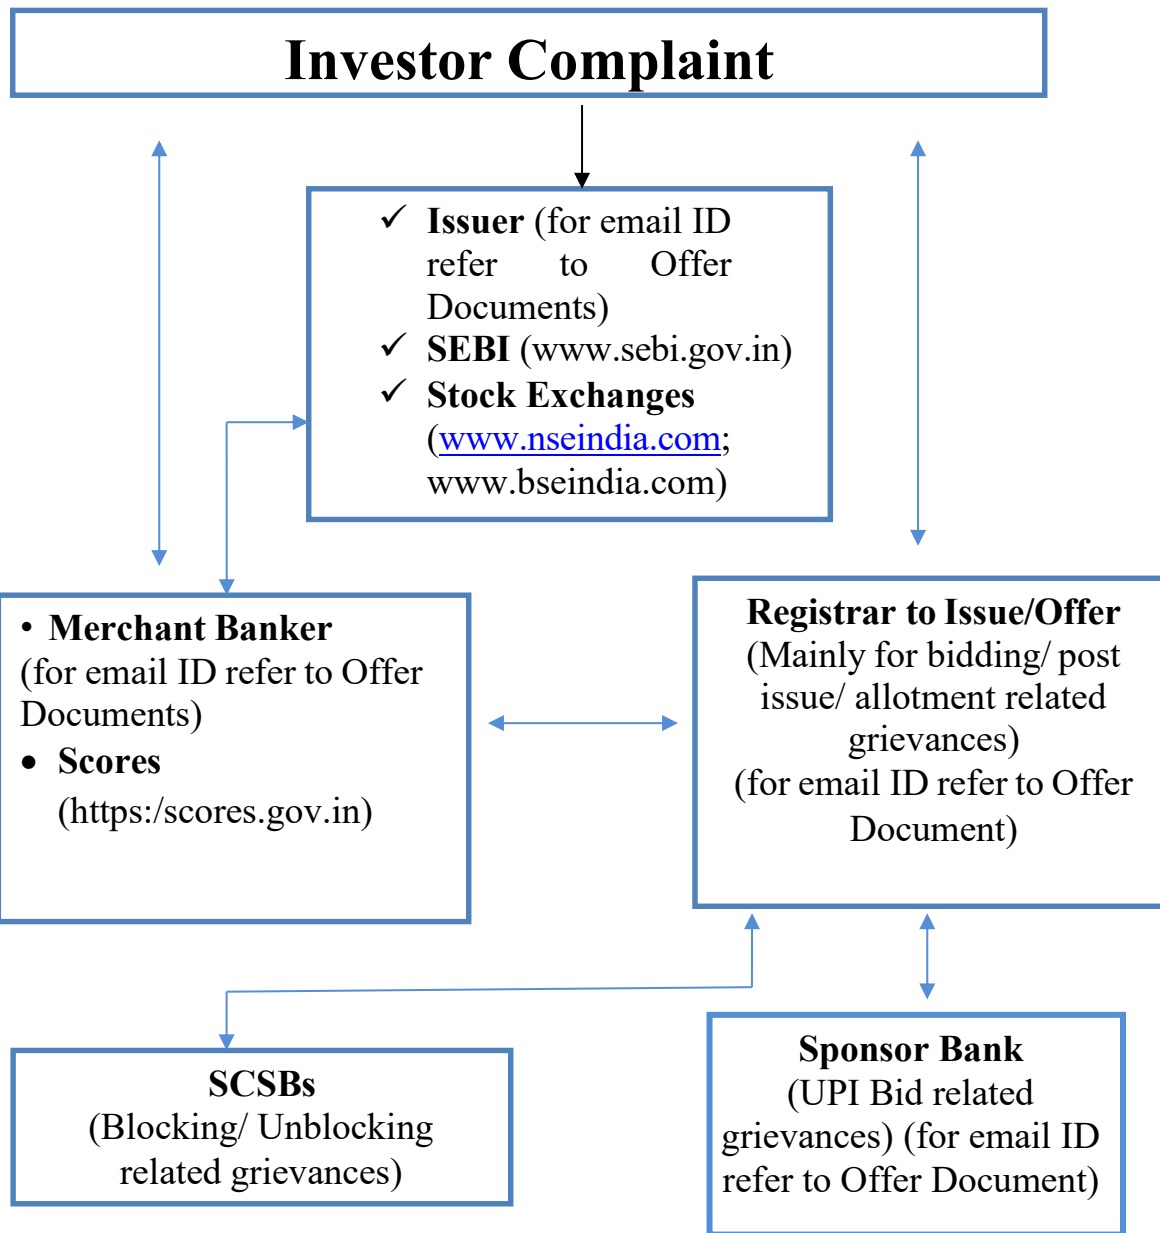 Investor Complaint
✓ Issuer (for email ID
refer to Offer
Documents)
✓ SEBI (www.sebi.gov.in)
✓ Stock Exchanges
(www.nseindia.com;
www.bseindia.com)
• Merchant Banker
(for email ID refer to Offer
Documents)
• Scores
(https:/scores.gov.in)
Registrar to Issue/Offer
(Mainly for bidding/ post
issue/ allotment related
grievances)
(for email ID refer to Offer
Document)
SCSBs
(Blocking/ Unblocking
related grievances)
Sponsor Bank
(UPI Bid related
grievances) (for email ID
refer to Offer Document)